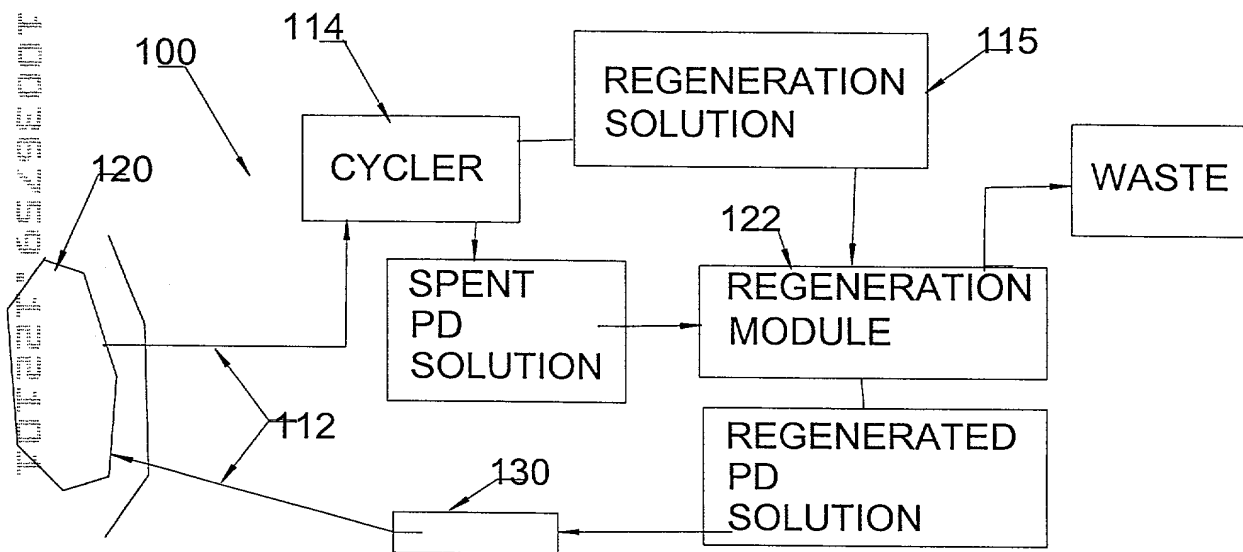 114
REGENERATION
SOLUTION
115
100
CYCLER
WASTE
120
122
SPENT
PD
SOLUTION
REGENERATION
MODULE
112
REGENERATED
PD
SOLUTION
130